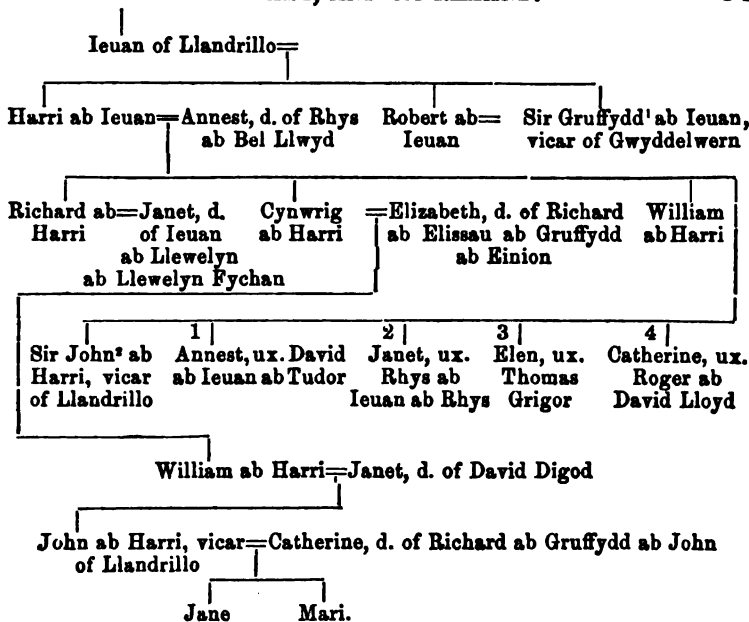 Ieuan of Llandrillo=
Harri ab Ieuan=Annest, d. of Rhys ab Bel Llwyd
Robert ab= Ieuan
Sir Gruffydd¹ ab Ieuan, vicar of Gwyddelwern
Richard ab=Janet, d. of Ieuan ab Llewelyn ab Llewelyn Fychan
Cynwrig ab Harri =Elizabeth, d. of Richard ab Elissau ab Gruffydd ab Einion
William ab Harri
Sir John² ab Harri, vicar of Llandrillo
1 Annest, ux. David ab Ieuan ab Tudor
2 Janet, ux. Rhys ab Ieuan ab Rhys
3 Elen, ux. Thomas Grigor
4 Catherine, ux. Roger ab David Lloyd
William ab Harri=Janet, d. of David Digod
John ab Harri, vicar=Catherine, d. of Richard ab Gruffydd ab John
of Llandrillo
Jane Mari.